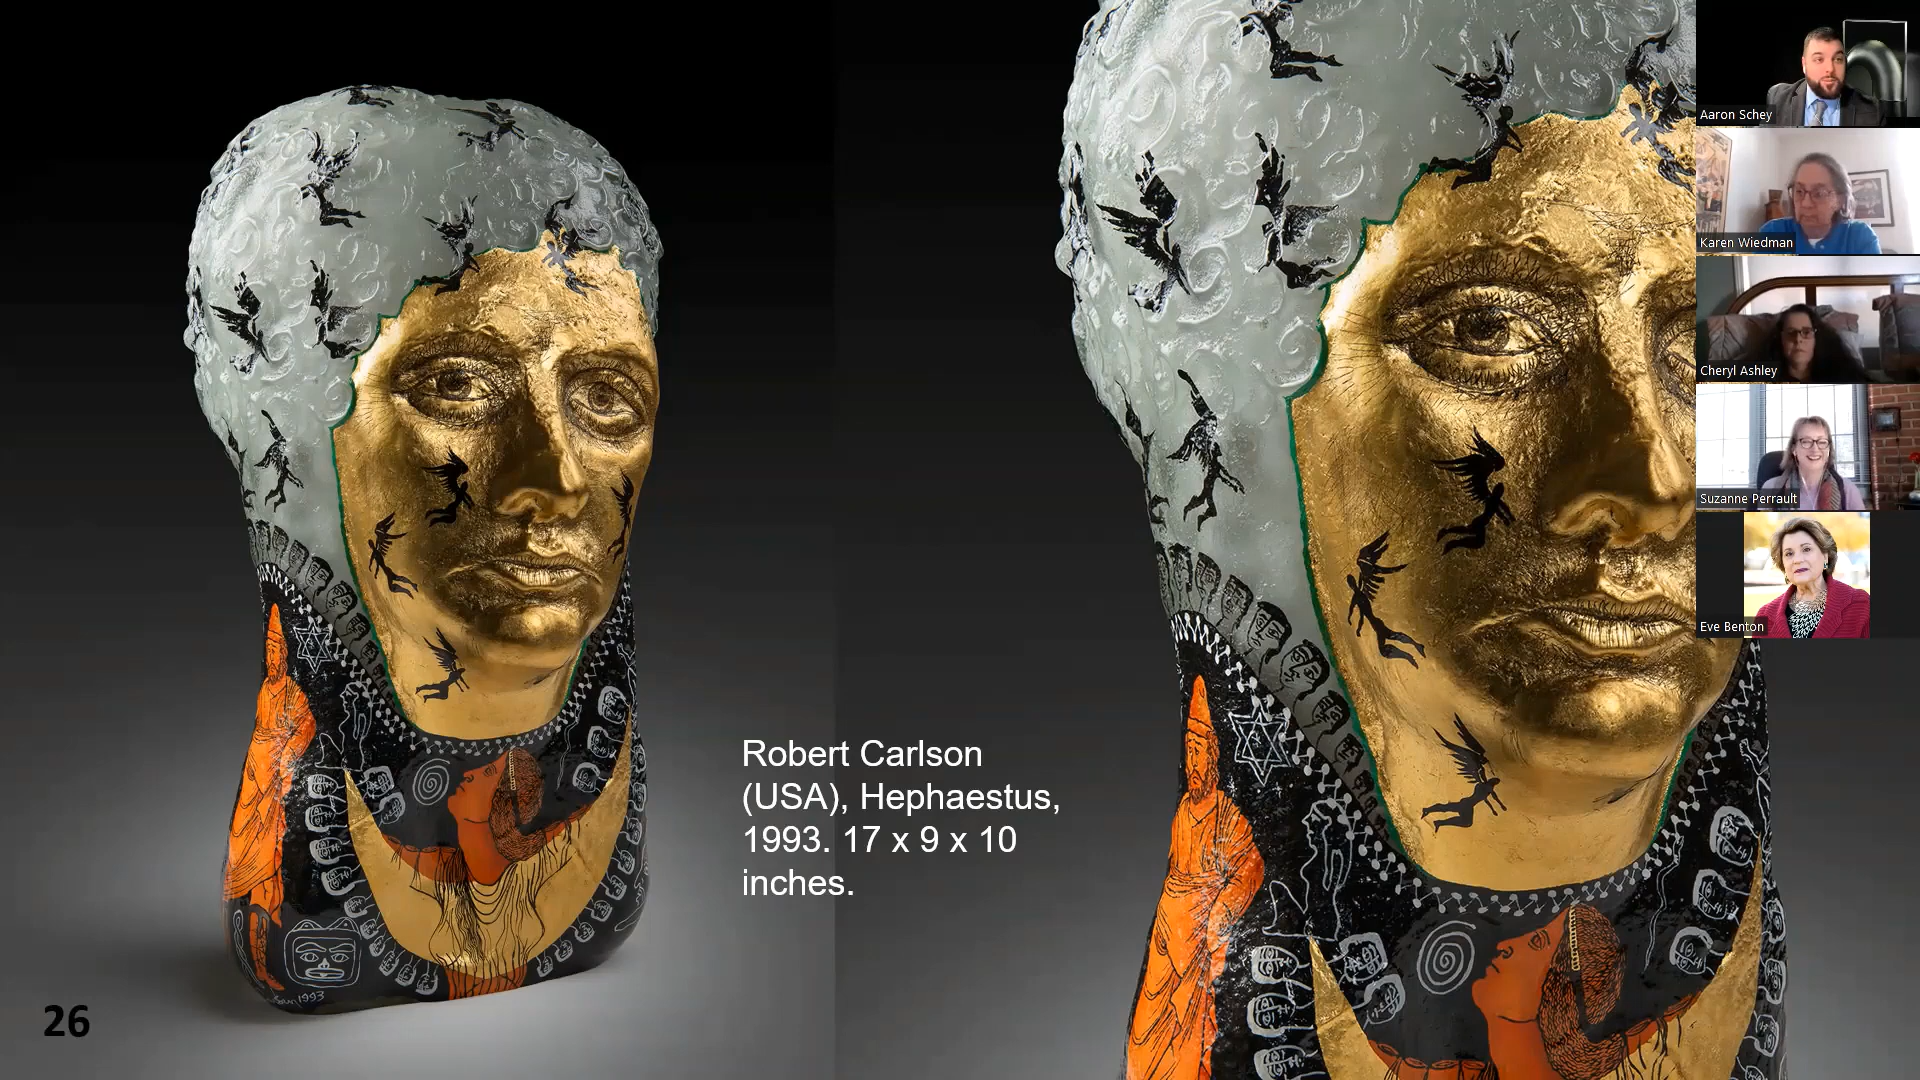 Robert Carlson
(USA), Hephaestus,
1993. 17 x 9 x 10
inches.
26
1993
Aaron Schey
Karen Wiedman
Cheryl Ashley
Suzanne Perrault
Eve Benton